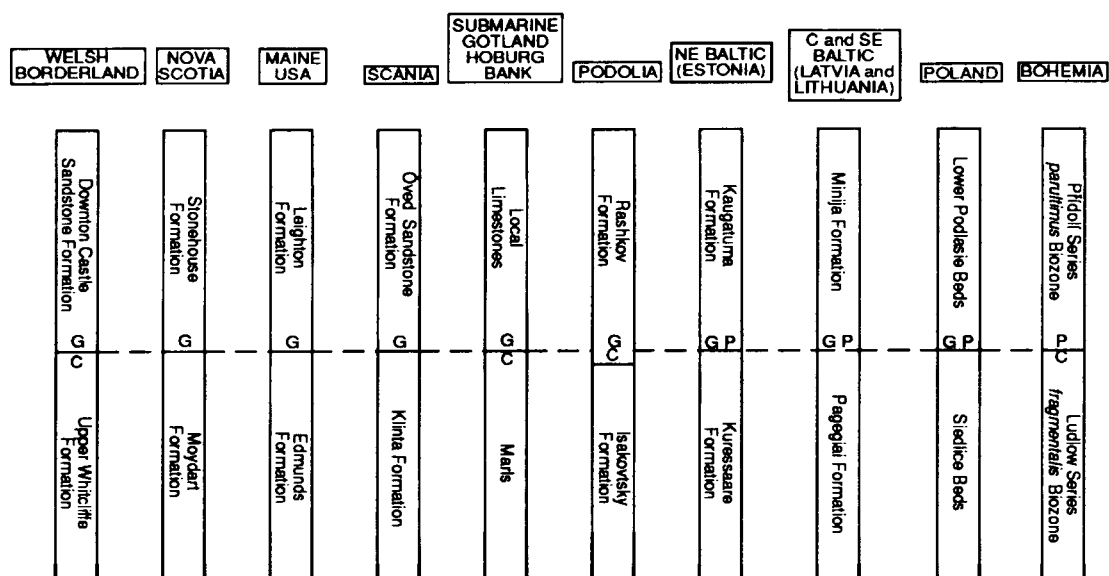 WELSH
BORDERLAND
NOVA
SCOTIA
MAINE
USA
SCANIA
SUBMARINE
GOTLAND
HOBURG
BANK
PODOLIA
NE BALTIC
(ESTONIA)
C and SE
BALTIC
(LATVIA and
LITHUANIA)
POLAND
BOHEMIA
Downton Castle
Sandstone Formation
Stonehouse
Formation
Leighton
Formation
Öved Sandstone
Formation
Local
Limestones
Rashkov
Formation
Kaugatuma
Formation
Minija Formation
Lower Podlasie Beds
Přídolí Series
parultimus Biozone
G
G
G
G
G
G
G P
G P
G P
P
C
C
C
C
Upper Whitcliffe
Formation
Moydart
Formation
Edmunds
Formation
Klinta Formation
Marls
Isakovtsky
Formation
Kuressaare
Formation
Pagegiai Formation
Siedlice Beds
Ludlow Series
fragmentalis Biozone